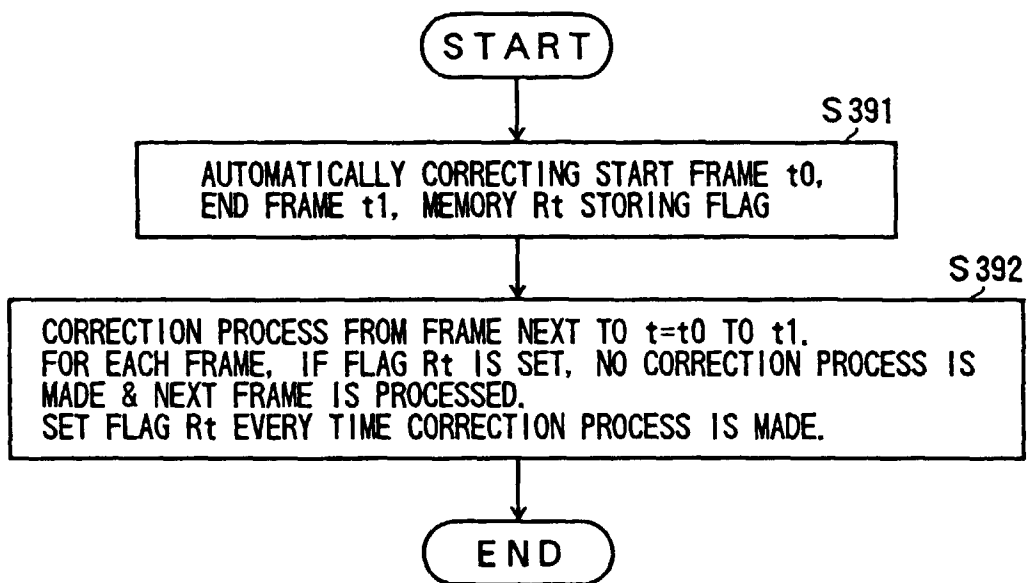 START
S391
AUTOMATICALLY CORRECTING START FRAME t0,
END FRAME t1, MEMORY Rt STORING FLAG
S392
CORRECTION PROCESS FROM FRAME NEXT TO t=t0 TO t1.
FOR EACH FRAME, IF FLAG Rt IS SET, NO CORRECTION PROCESS IS
MADE & NEXT FRAME IS PROCESSED.
SET FLAG Rt EVERY TIME CORRECTION PROCESS IS MADE.
END